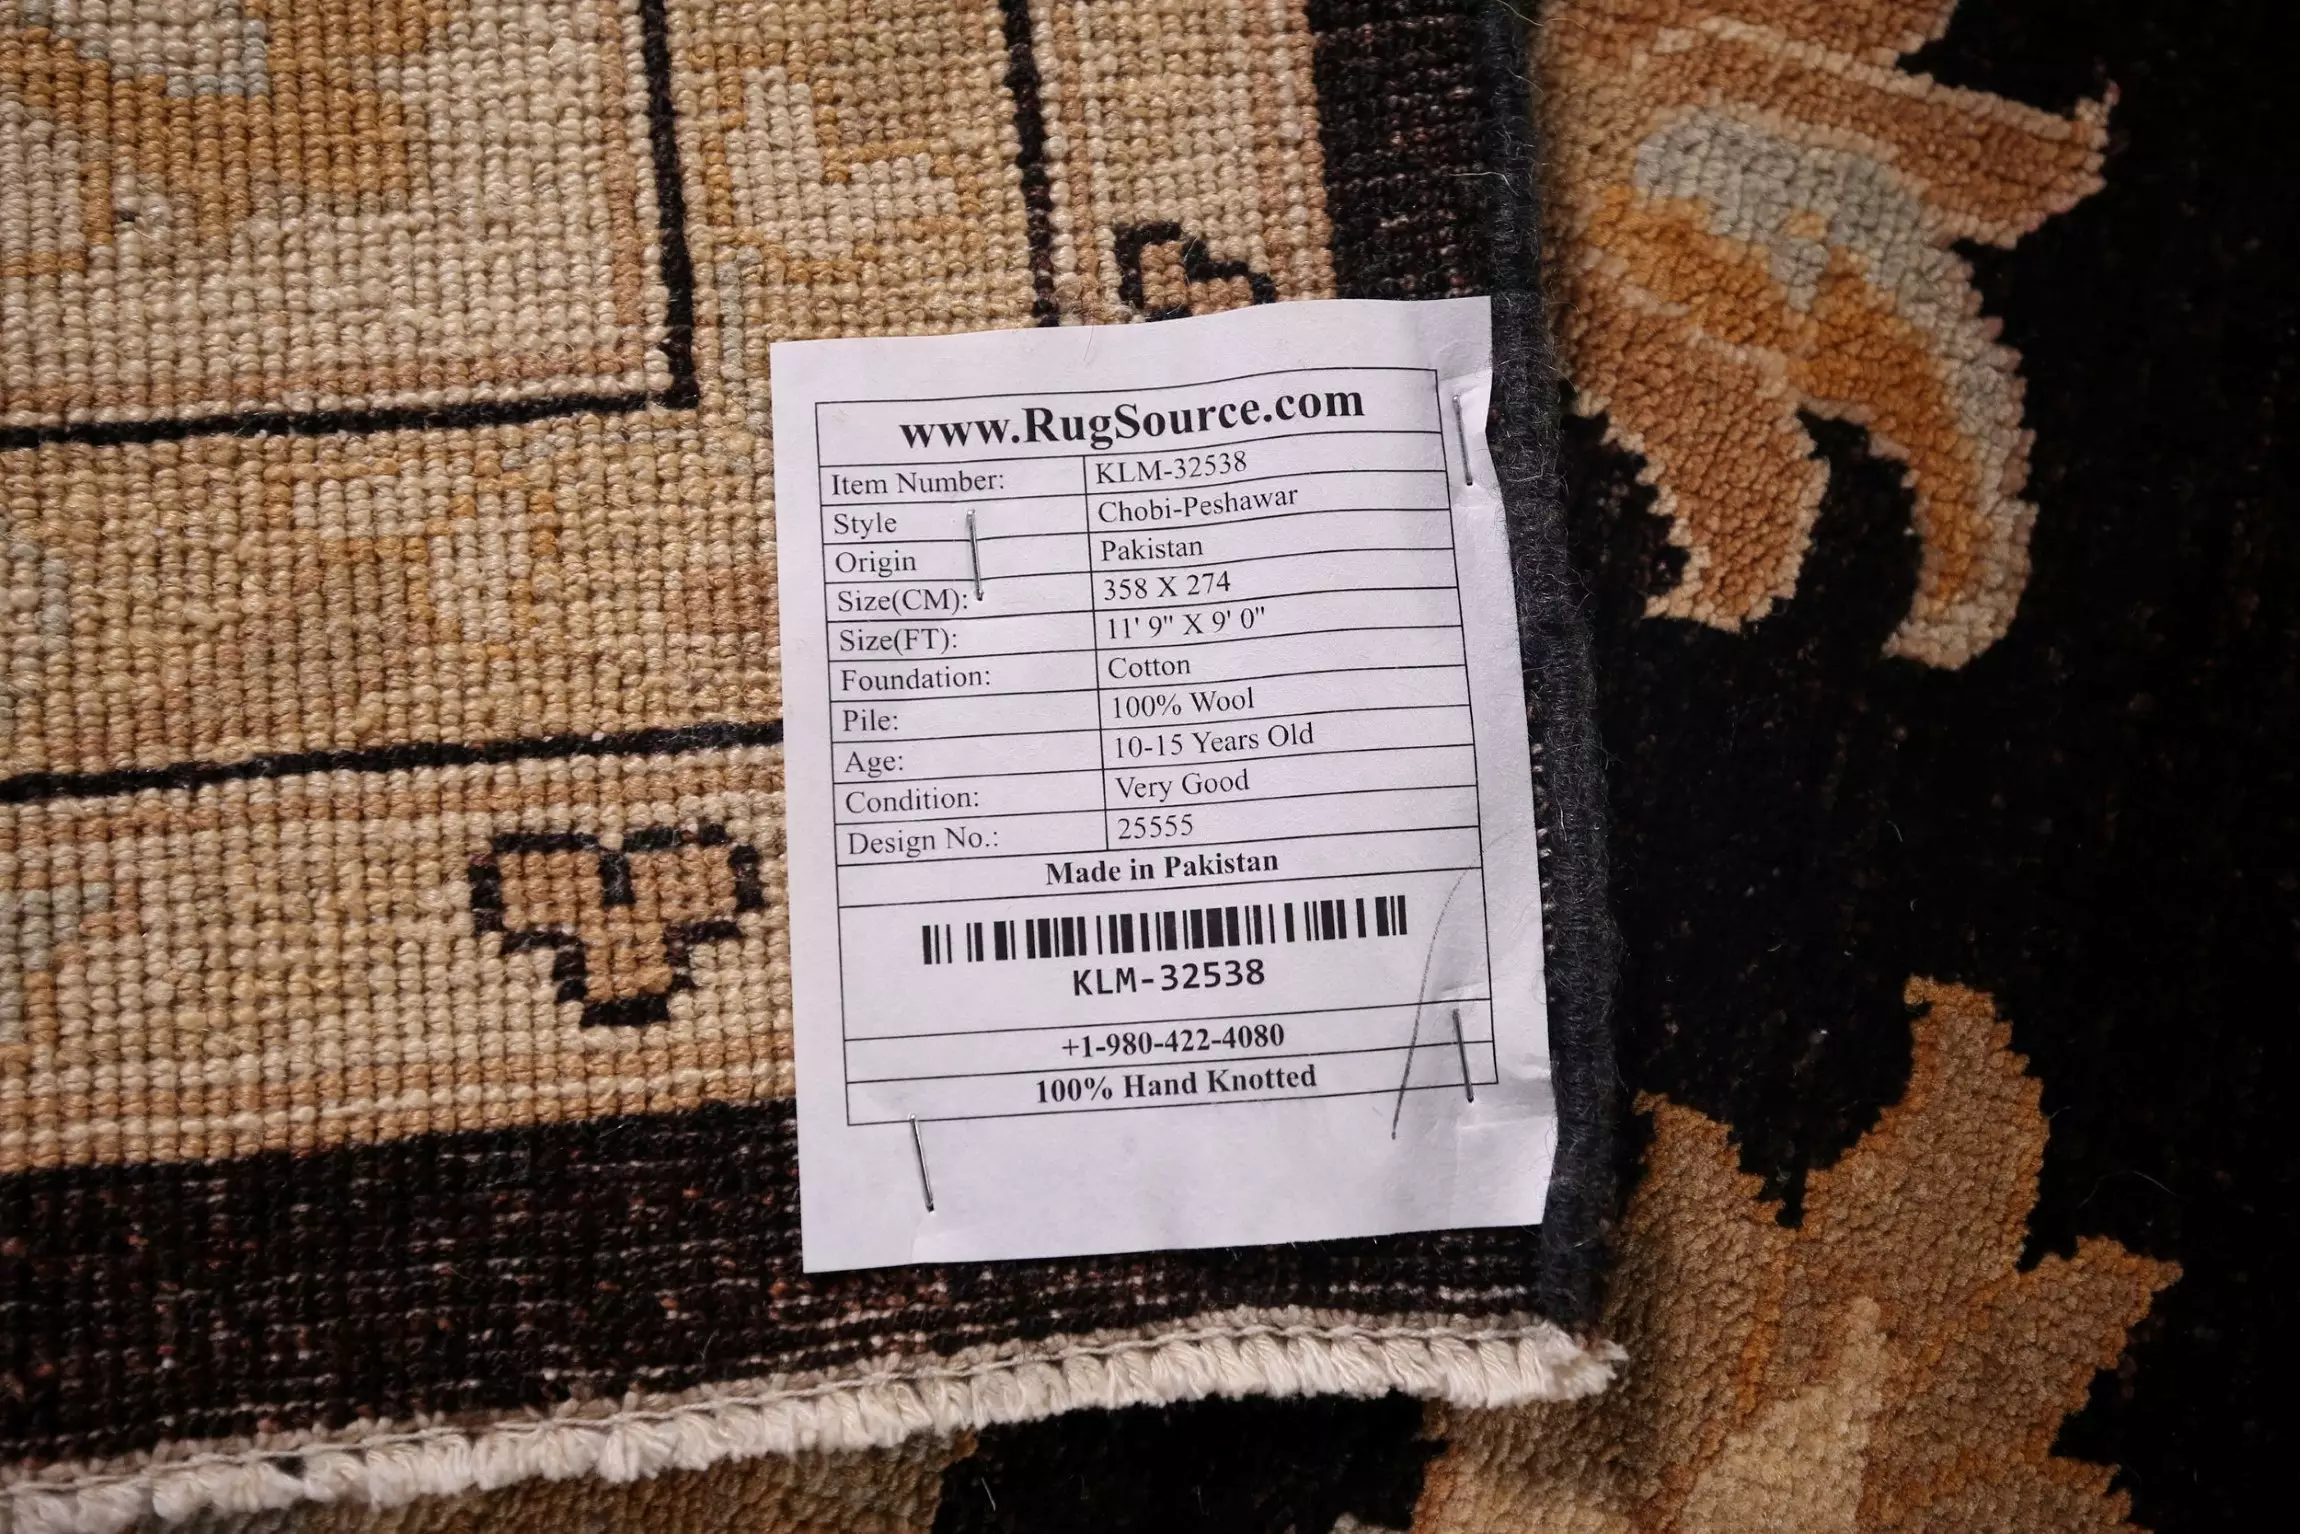 www.RugSource.com
Item Number: KLM-32538
Style Chobi-Peshawar
Origin Pakistan
Size(CM): 358 X 274
Size(FT): 11' 9" X 9' 0"
Foundation: Cotton
Pile: 100% Wool
Age: 10-15 Years Old
Condition: Very Good
Design No.: 25555
Made in Pakistan
KLM-32538
+1-980-422-4080
100% Hand Knotted